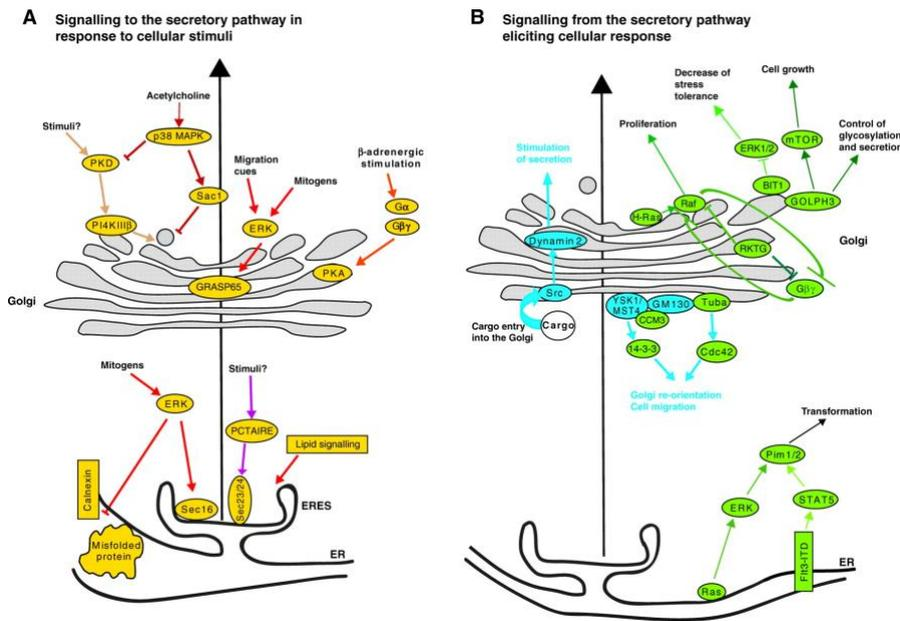 A
Signalling to the secretory pathway in
response to cellular stimuli
Acetylcholine
Stimuli?
p38 MAPK
PKD
Migration
cues
β-adrenergic
stimulation
Mitogens
Sac1
Gα
PI4KIIIβ
ERK
Gβγ
PKA
GRASP65
Golgi
Mitogens
Stimuli?
ERK
PCTAIRE
Lipid signalling
Calnexin
Sec23/24
Sec16
ERES
Misfolded
protein
ER
B
Signalling from the secretory pathway
eliciting cellular response
Decrease of
stress
tolerance
Cell growth
Proliferation
Control of
glycosylation
and secretion
Stimulation
of secretion
ERK1/2
mTOR
BIT1
GOLPH3
H-Ras
Raf
Dynamin 2
RKTG
Golgi
Src
Gβγ
YSK1/
MST4
GM130
Tuba
CCM3
Cargo
Cargo entry
into the Golgi
14-3-3
Cdc42
Golgi re-orientation
Cell migration
Transformation
Pim1/2
ERK
STAT5
Flt3-ITD
Ras
ER